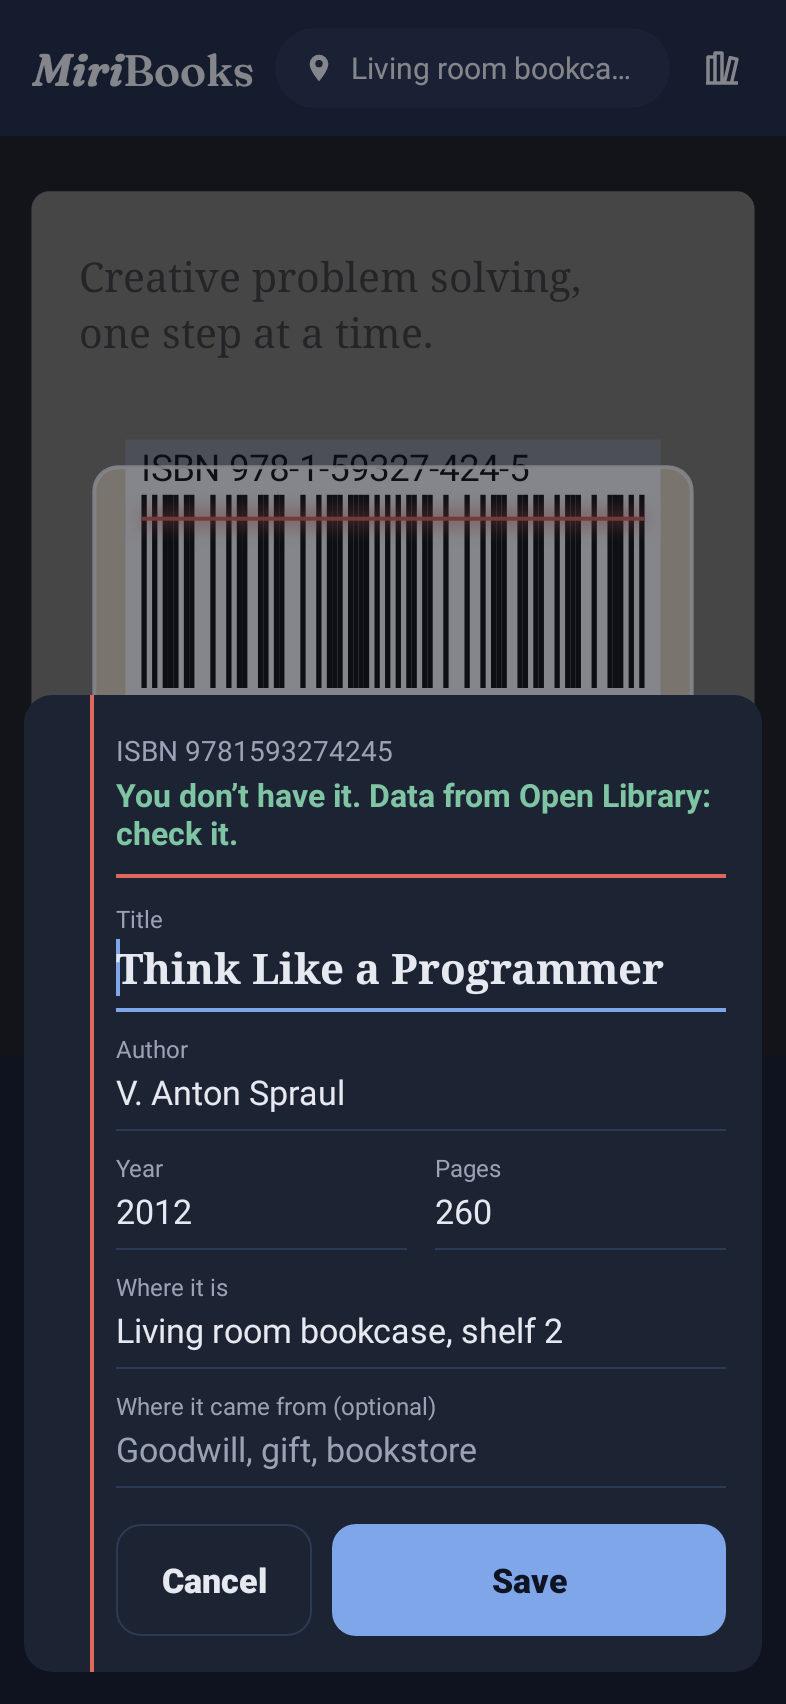 MiriBooks
Living room bookca…
Creative problem solving,
one step at a time.
ISBN 978-1-59327-424-5
ISBN 9781593274245
You don’t have it. Data from Open Library:
check it.
Title
Think Like a Programmer
Author
V. Anton Spraul
Year
Pages
2012
260
Where it is
Living room bookcase, shelf 2
Where it came from (optional)
Goodwill, gift, bookstore
Cancel
Save